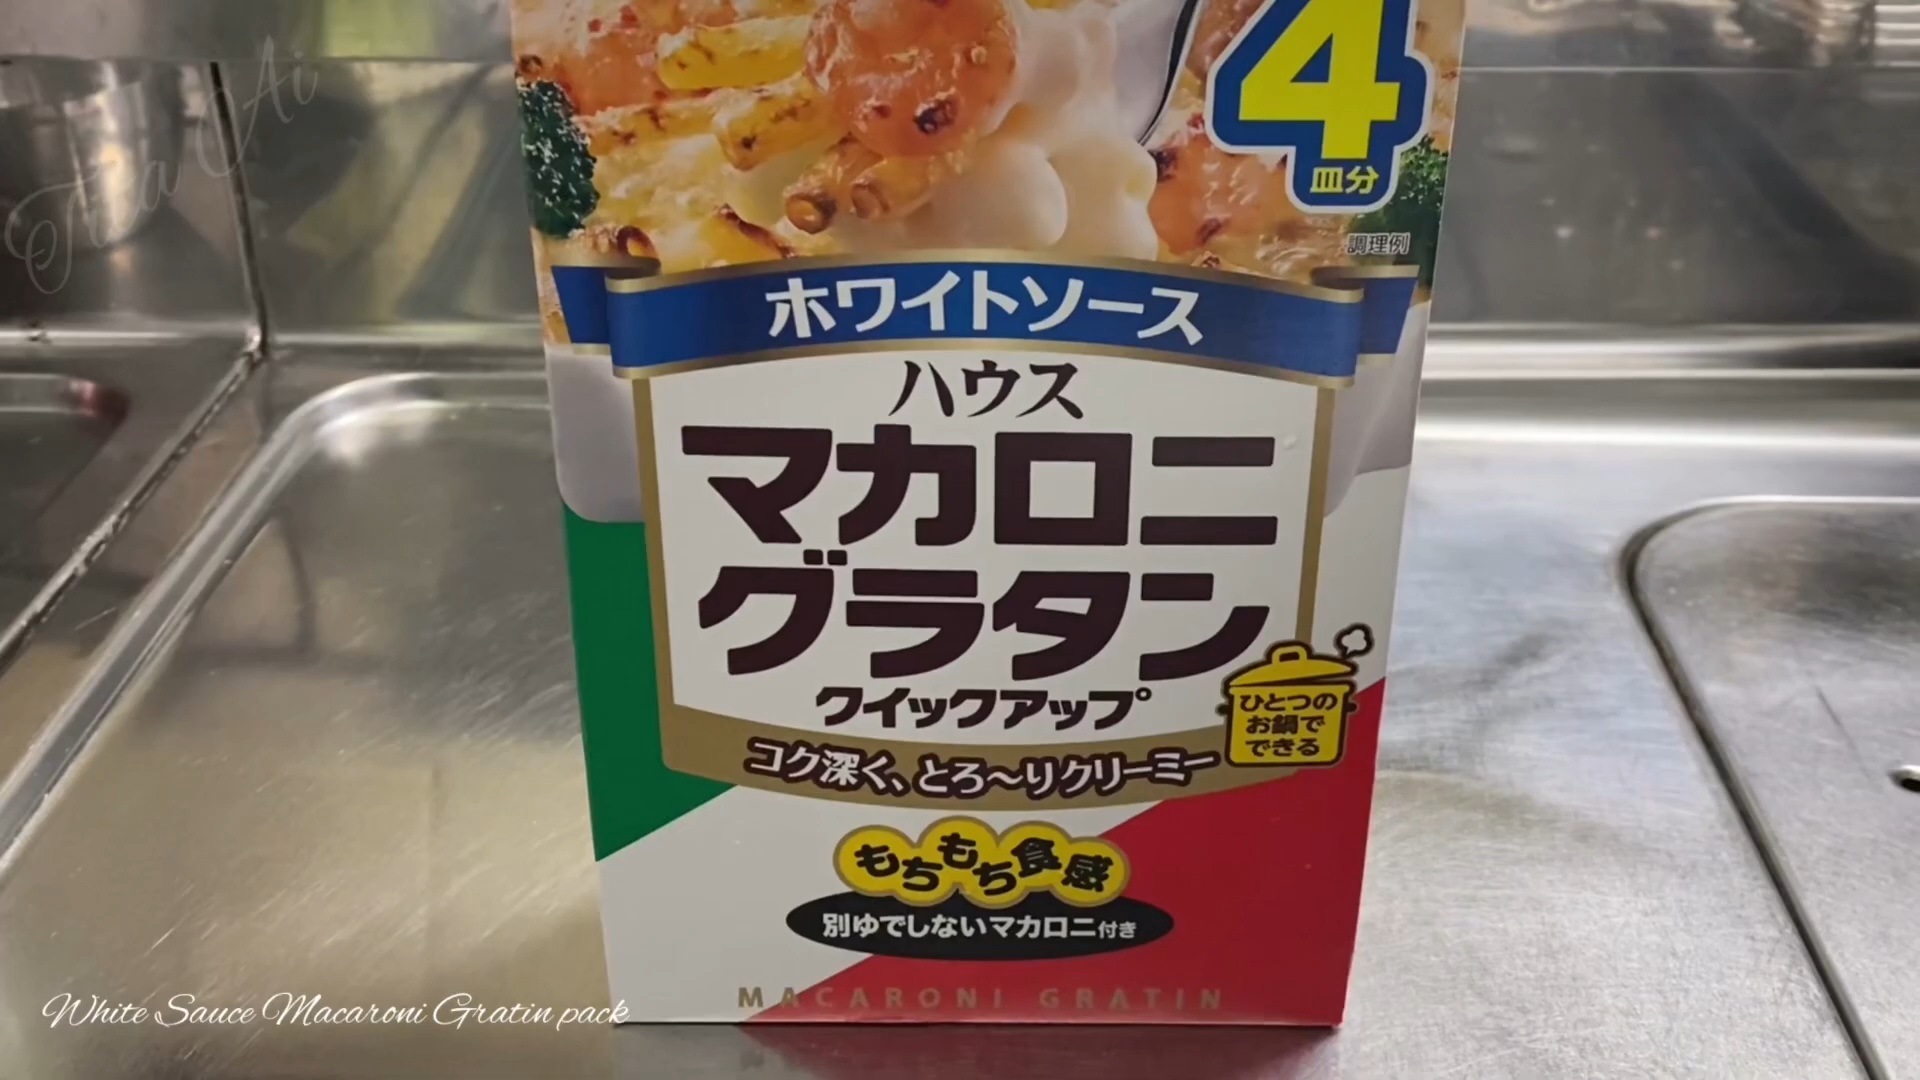 Tita Ai
4
皿分
調理例
ホワイトソース
ハウス
マカロニ
グラタン
クイックアップ
ひとつの
お鍋で
できる
コク深く、とろ〜りクリーミー
もちもち食感
別ゆでしないマカロニ付き
MACARONI GRATIN
White Sauce Macaroni Gratin pack